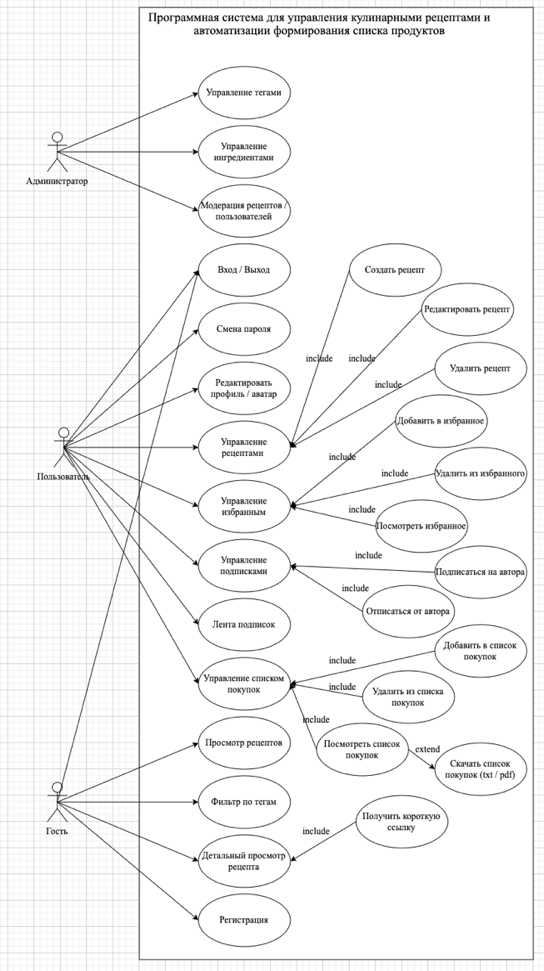 Программная система для управления кулинарными рецептами и
автоматизации формирования списка продуктов
Управление тегами
Управление
ингредиентами
Администратор
Модерация рецептов /
пользователей
Вход / Выход
Создать рецепт
Редактировать рецепт
Смена пароля
include
include
Удалить рецепт
include
Редактировать
профиль / аватар
Добавить в избранное
Управление
рецептами
include
Пользователь
Удалить из избранного
include
Управление
избранным
include
Посмотреть избранное
include
Управление
подписками
Подписаться на автора
include
Отписаться от автора
Лента подписок
Добавить в список
покупок
include
Управление списком
покупок
include
Удалить из списка
покупок
include
Просмотр рецептов
Посмотреть список
покупок
extend
Скачать список
покупок (txt / pdf)
Фильтр по тегам
Гость
Получить короткую
ссылку
include
Детальный просмотр
рецепта
Регистрация